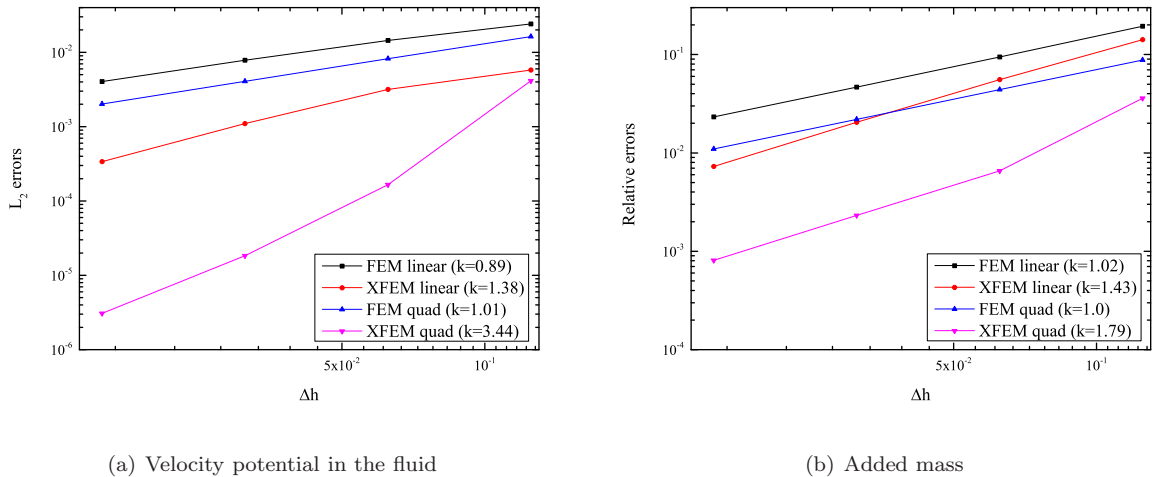 10^-2
10^-3
10^-4
10^-5
10^-6
L_2 errors
FEM linear (k=0.89)
XFEM linear (k=1.38)
FEM quad (k=1.01)
XFEM quad (k=3.44)
5x10^-2
10^-1
Δh
(a) Velocity potential in the fluid
10^-1
10^-2
10^-3
10^-4
Relative errors
FEM linear (k=1.02)
XFEM linear (k=1.43)
FEM quad (k=1.0)
XFEM quad (k=1.79)
5x10^-2
10^-1
Δh
(b) Added mass